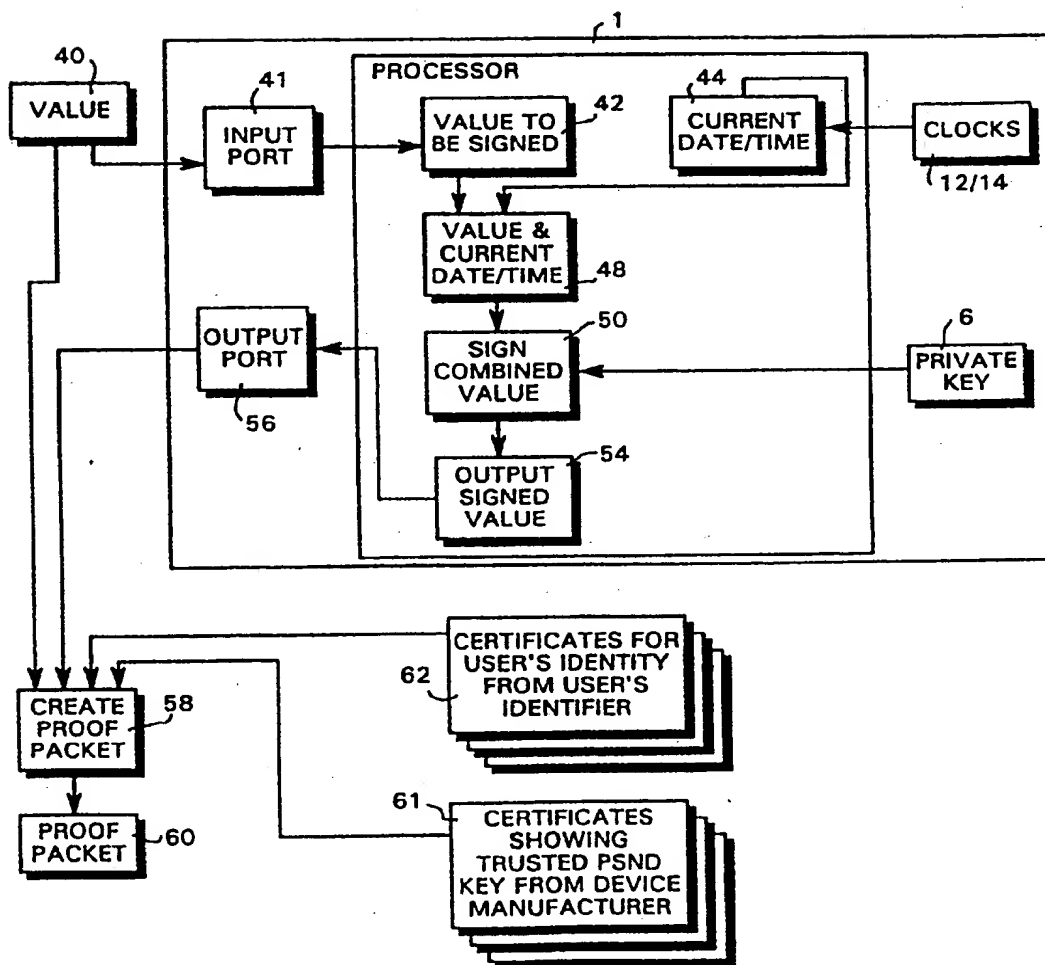 1
40
VALUE
41
INPUT
PORT
PROCESSOR
42
VALUE TO
BE SIGNED
44
CURRENT
DATE/TIME
CLOCKS
12/14
VALUE &
CURRENT
DATE/TIME
48
50
SIGN
COMBINED
VALUE
6
PRIVATE
KEY
OUTPUT
PORT
56
54
OUTPUT
SIGNED
VALUE
CERTIFICATES FOR
USER'S IDENTITY
FROM USER'S
IDENTIFIER
62
CREATE
PROOF
PACKET
58
PROOF
PACKET
60
61
CERTIFICATES
SHOWING
TRUSTED PSND
KEY FROM DEVICE
MANUFACTURER